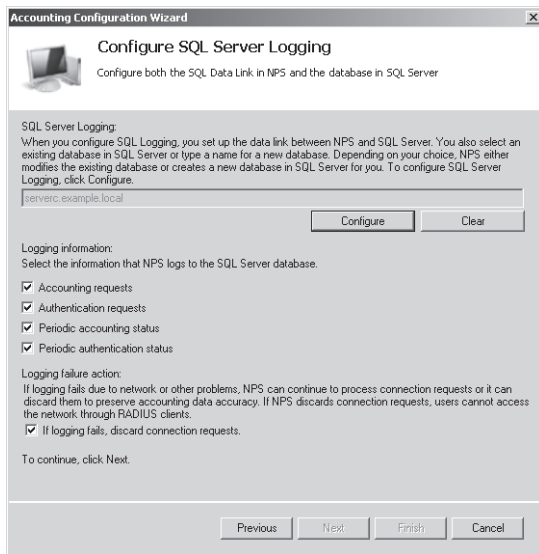 Accounting Configuration Wizard
Configure SQL Server Logging
Configure both the SQL Data Link in NPS and the database in SQL Server
SQL Server Logging:
When you configure SQL Logging, you set up the data link between NPS and SQL Server. You also select an
existing database in SQL Server or type a name for a new database. Depending on your choice, NPS either
modifies the existing database or creates a new database in SQL Server for you. To configure SQL Server
Logging, click Configure.
serverc.example.local
Configure Clear
Logging information:
Select the information that NPS logs to the SQL Server database.
Accounting requests
Authentication requests
Periodic accounting status
Periodic authentication status
Logging failure action:
If logging fails due to network or other problems, NPS can continue to process connection requests or it can
discard them to preserve accounting data accuracy. If NPS discards connection requests, users cannot access
the network through RADIUS clients.
If logging fails, discard connection requests.
To continue, click Next.
Previous Next Finish Cancel